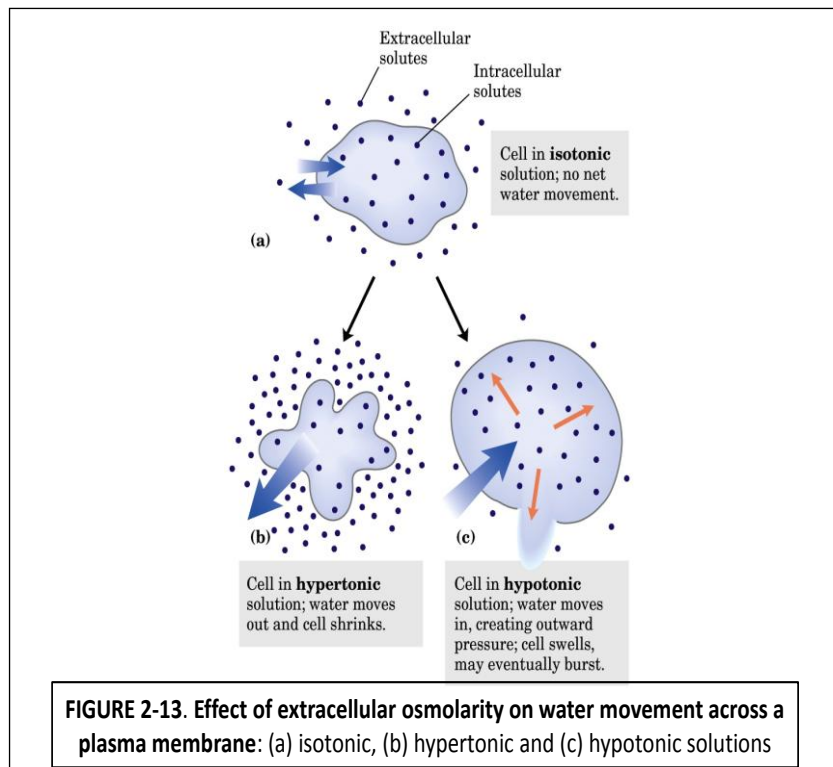 Extracellular
solutes
Intracellular
solutes
Cell in isotonic
solution; no net
water movement.
(a)
(b)
(c)
Cell in hypertonic
solution; water moves
out and cell shrinks.
Cell in hypotonic
solution; water moves
in, creating outward
pressure; cell swells,
may eventually burst.
FIGURE 2-13. Effect of extracellular osmolarity on water movement across a
plasma membrane: (a) isotonic, (b) hypertonic and (c) hypotonic solutions